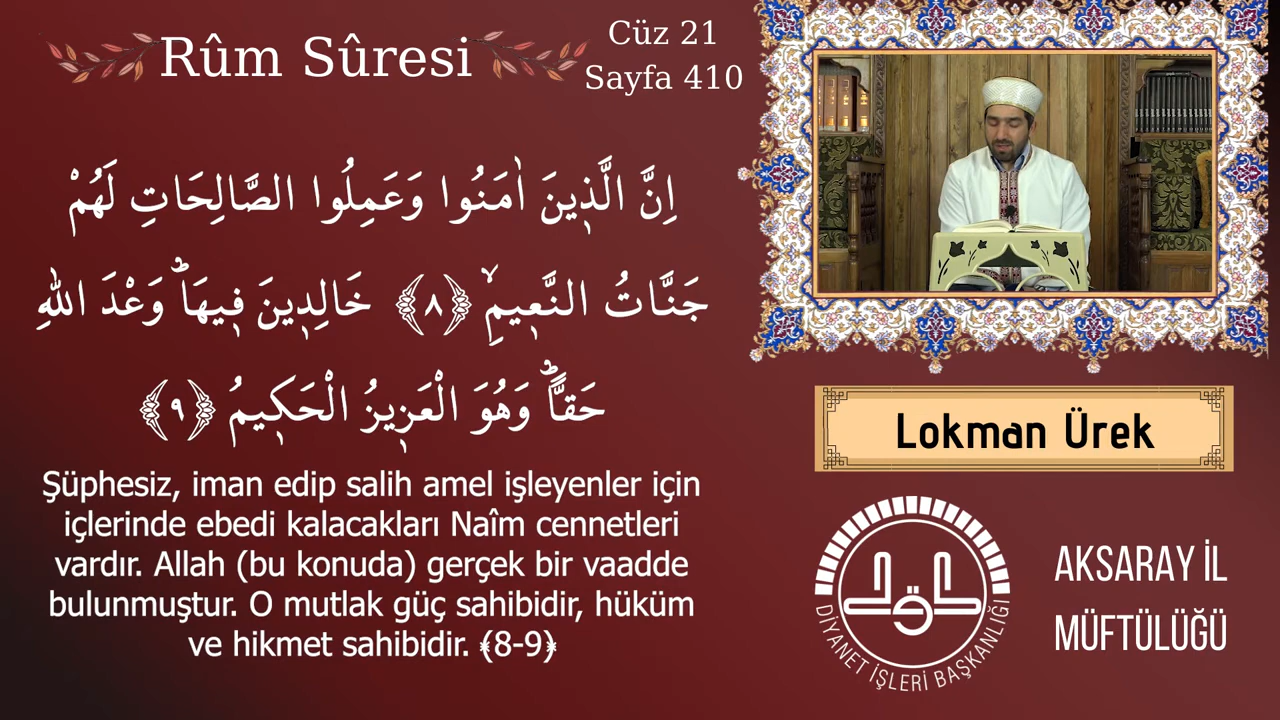 Rûm Sûresi
Cüz 21
Sayfa 410
اِنَّ الَّذ۪ينَ اٰمَنُوا وَعَمِلُوا الصَّالِحَاتِ لَهُمْ
جَنَّاتُ النَّع۪يمِۙ ﴿٨﴾ خَالِد۪ينَ ف۪يهَاۜ وَعْدَ اللّٰهِ
حَقًّاۜ وَهُوَ الْعَز۪يزُ الْحَك۪يمُ ﴿٩﴾
Şüphesiz, iman edip salih amel işleyenler için
içlerinde ebedi kalacakları Naîm cennetleri
vardır. Allah (bu konuda) gerçek bir vaadde
bulunmuştur. O mutlak güç sahibidir, hüküm
ve hikmet sahibidir. ﴾8-9﴿
Lokman Ürek
DİYANET İŞLERİ BAŞKANLIĞI
AKSARAY İL
MÜFTÜLÜĞÜ